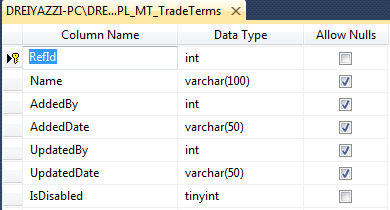 DREIYAZZI-PC\DRE...PL_MT_TradeTerms ×
Column Name Data Type Allow Nulls
RefId int
Name varchar(100)
AddedBy int
AddedDate varchar(50)
UpdatedBy int
UpdatedDate varchar(50)
IsDisabled tinyint